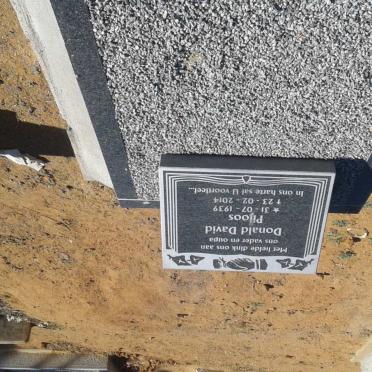 Met liefde dink ons aan
ons vader en oupa
Donald David
Pijoos
★ 31 - 07 - 1939
✝ 23 - 02 - 2014
In ons harte sal U voortleef...